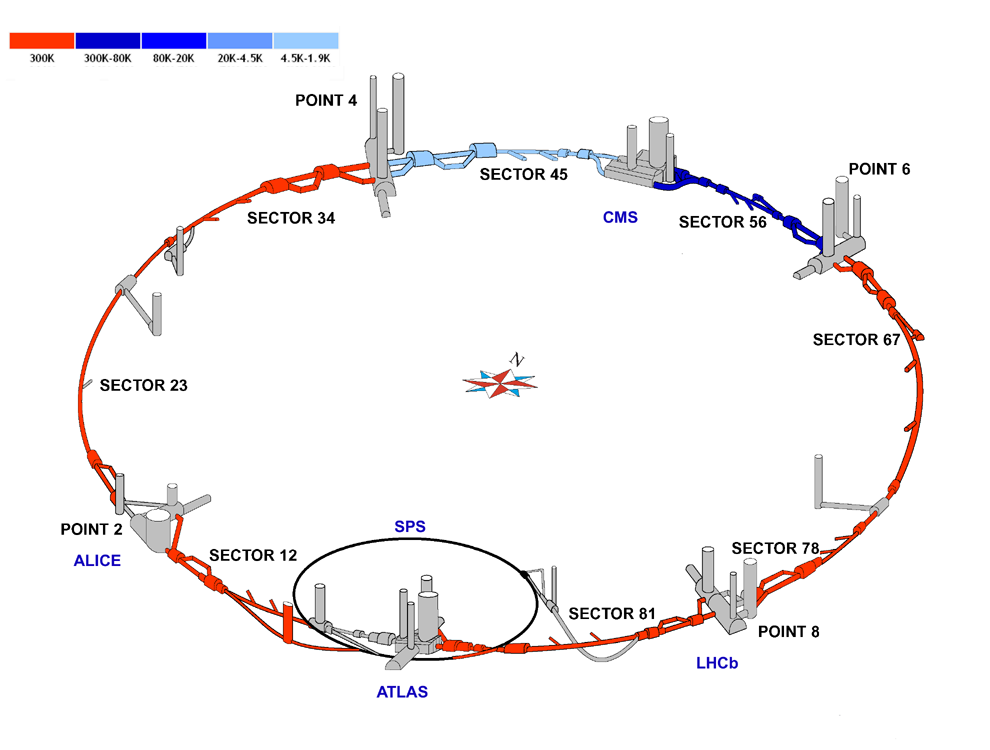 300K
300K-80K
80K-20K
20K-4.5K
4.5K-1.9K
POINT 4
SECTOR 45
POINT 6
SECTOR 34
CMS
SECTOR 56
SECTOR 67
N
SECTOR 23
POINT 2
ALICE
SECTOR 12
SPS
SECTOR 78
SECTOR 81
POINT 8
LHCb
ATLAS